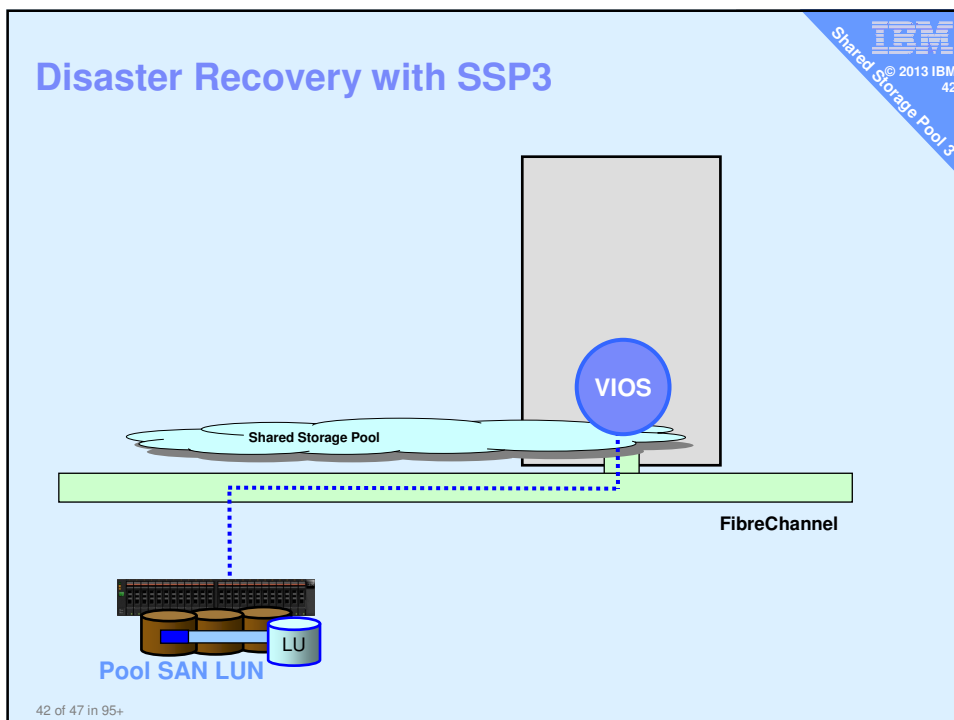 Disaster Recovery with SSP3
IBM
© 2013 IBM
42
Shared Storage Pool 3
VIOS
Shared Storage Pool
FibreChannel
LU
Pool SAN LUN
42 of 47 in 95+